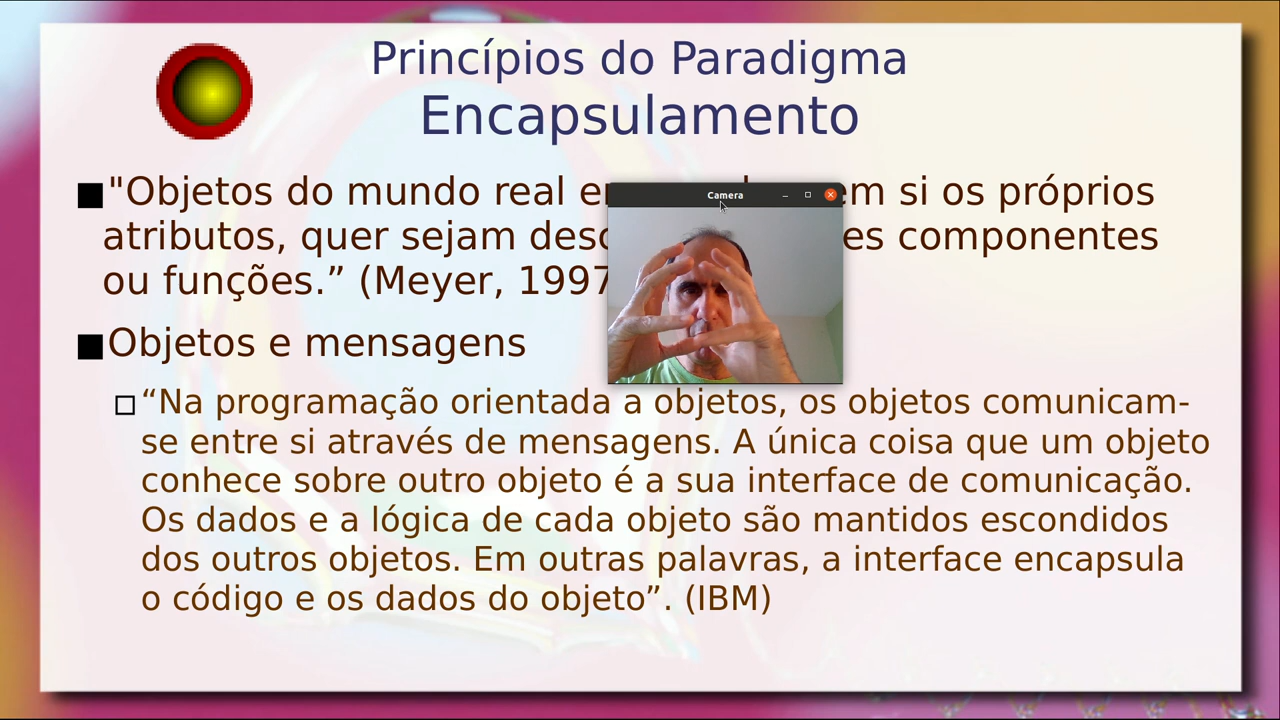 Princípios do Paradigma
Encapsulamento
"Objetos do mundo real em si os próprios
atributos, quer sejam componentes
ou funções.” (Meyer, 1997
Camera
Objetos e mensagens
“Na programação orientada a objetos, os objetos comunicam-
se entre si através de mensagens. A única coisa que um objeto
conhece sobre outro objeto é a sua interface de comunicação.
Os dados e a lógica de cada objeto são mantidos escondidos
dos outros objetos. Em outras palavras, a interface encapsula
o código e os dados do objeto”. (IBM)